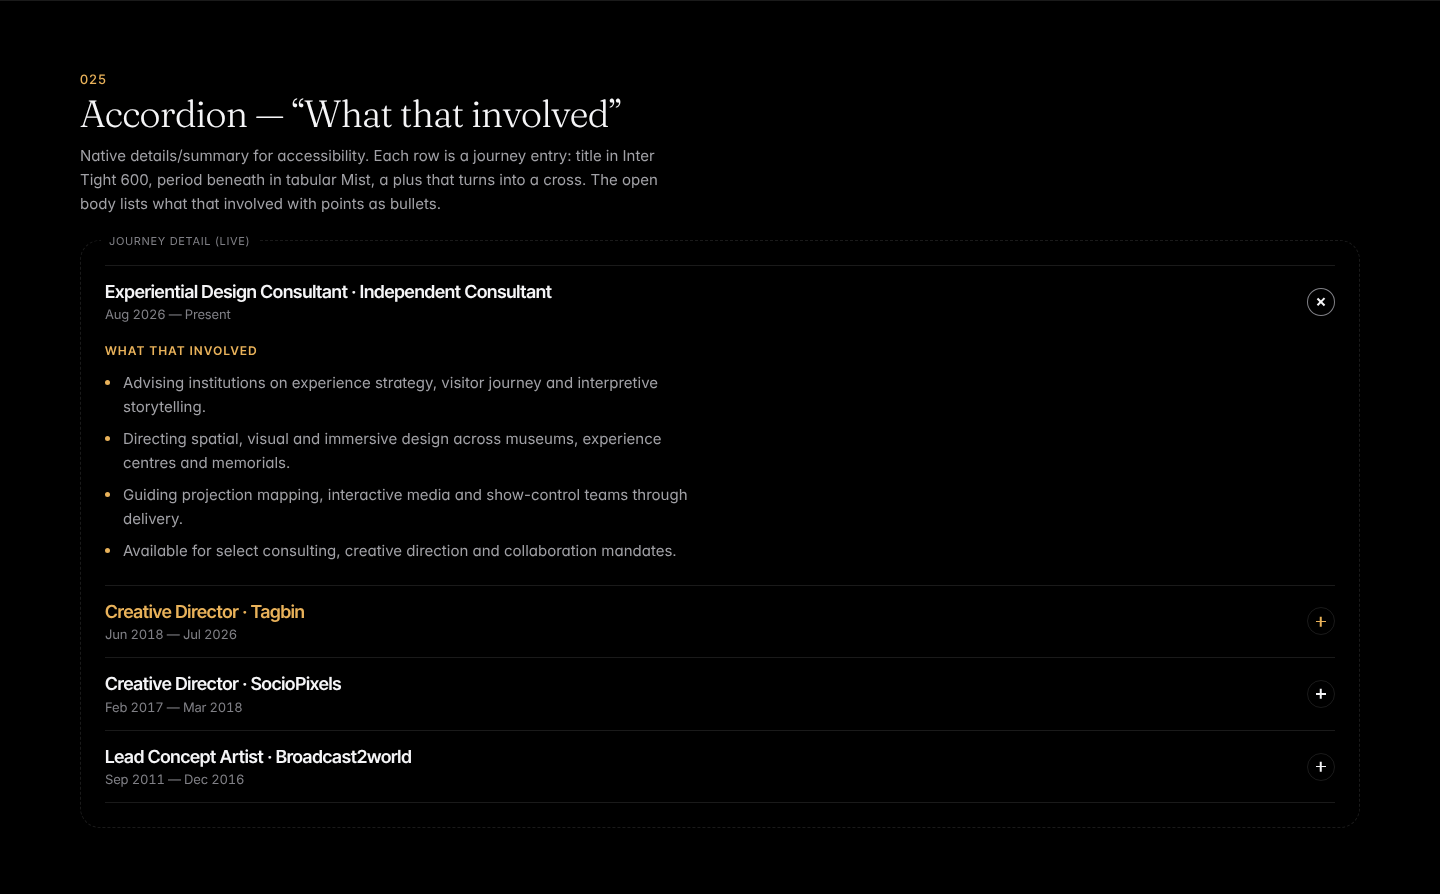 025
Accordion — “What that involved”
Native details/summary for accessibility. Each row is a journey entry: title in Inter
Tight 600, period beneath in tabular Mist, a plus that turns into a cross. The open
body lists what that involved with points as bullets.
JOURNEY DETAIL (LIVE)
Experiential Design Consultant · Independent Consultant
Aug 2026 — Present
WHAT THAT INVOLVED
• Advising institutions on experience strategy, visitor journey and interpretive
storytelling.
• Directing spatial, visual and immersive design across museums, experience
centres and memorials.
• Guiding projection mapping, interactive media and show-control teams through
delivery.
• Available for select consulting, creative direction and collaboration mandates.
Creative Director · Tagbin
Jun 2018 — Jul 2026
Creative Director · SocioPixels
Feb 2017 — Mar 2018
Lead Concept Artist · Broadcast2world
Sep 2011 — Dec 2016